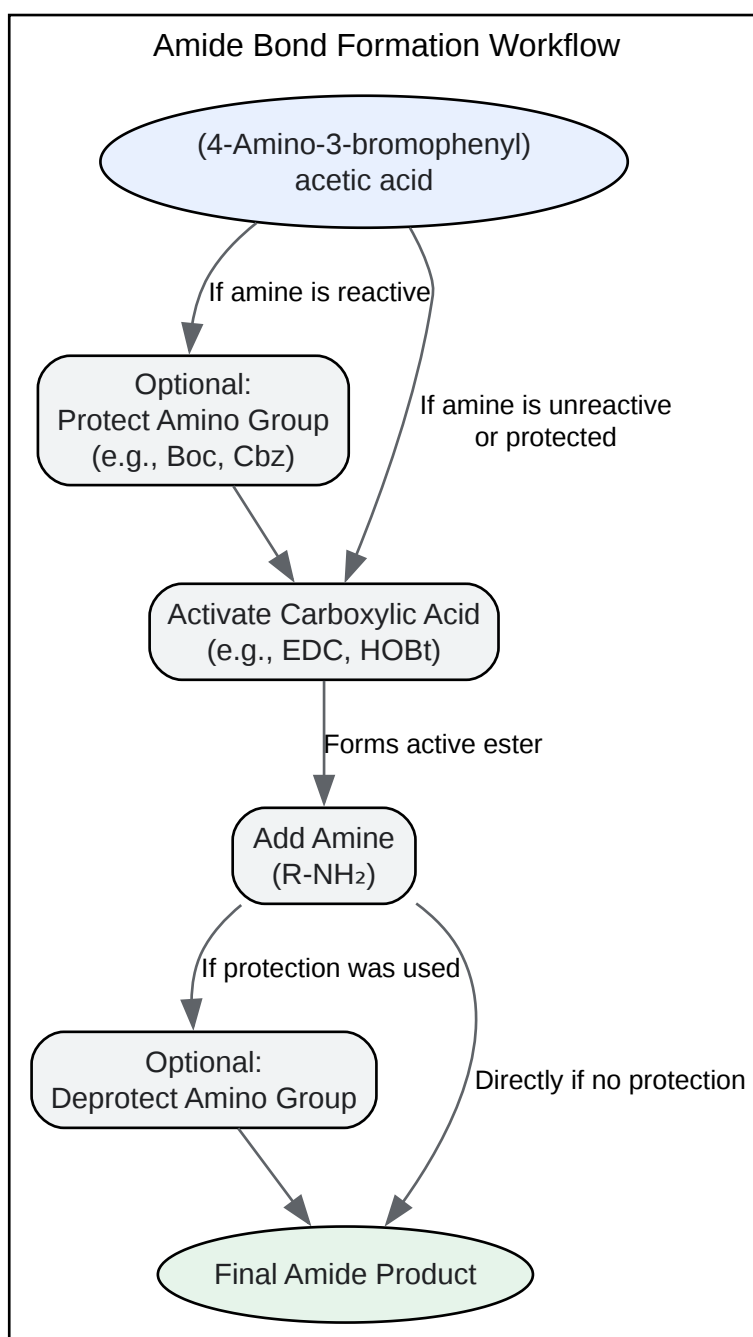 Amide Bond Formation Workflow
(4-Amino-3-bromophenyl)
acetic acid
If amine is reactive
Optional:
Protect Amino Group
(e.g., Boc, Cbz)
If amine is unreactive
or protected
Activate Carboxylic Acid
(e.g., EDC, HOBt)
Forms active ester
Add Amine
(R-NH₂)
If protection was used
Optional:
Deprotect Amino Group
Directly if no protection
Final Amide Product